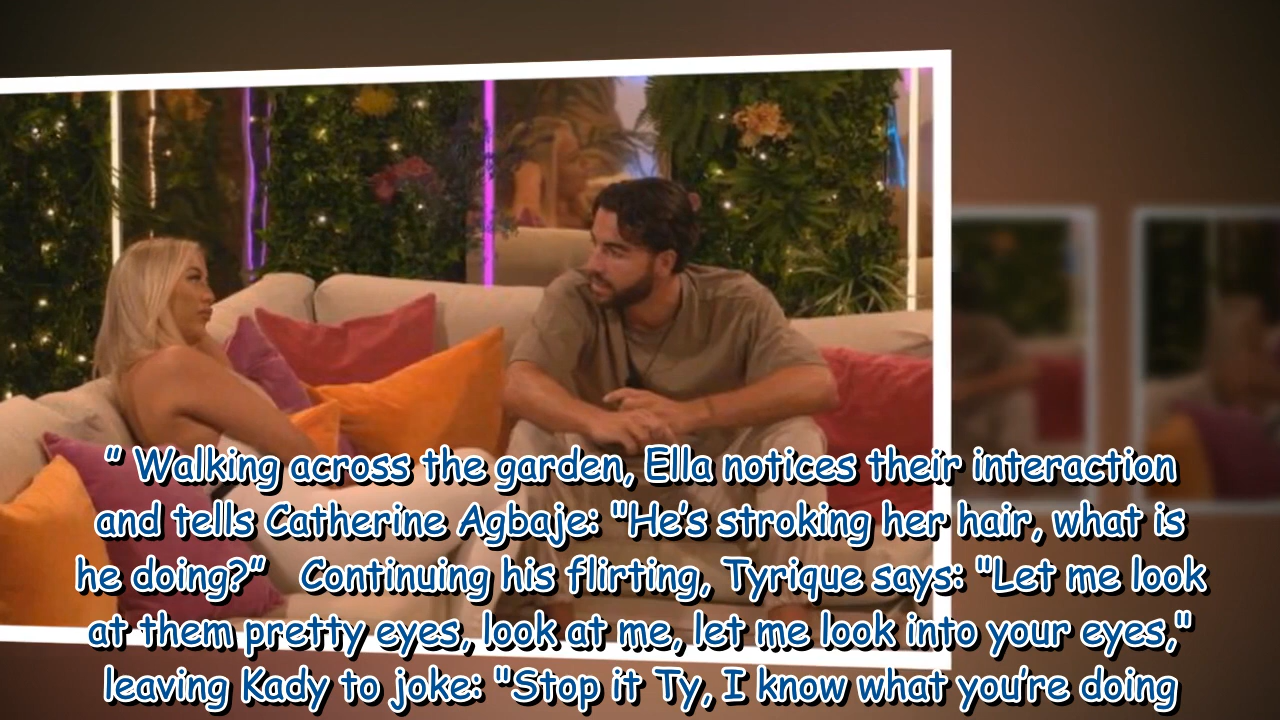 ” Walking across the garden, Ella notices their interaction
and tells Catherine Agbaje: "He’s stroking her hair, what is
he doing?” Continuing his flirting, Tyrique says: "Let me look
at them pretty eyes, look at me, let me look into your eyes,"
leaving Kady to joke: "Stop it Ty, I know what you’re doing